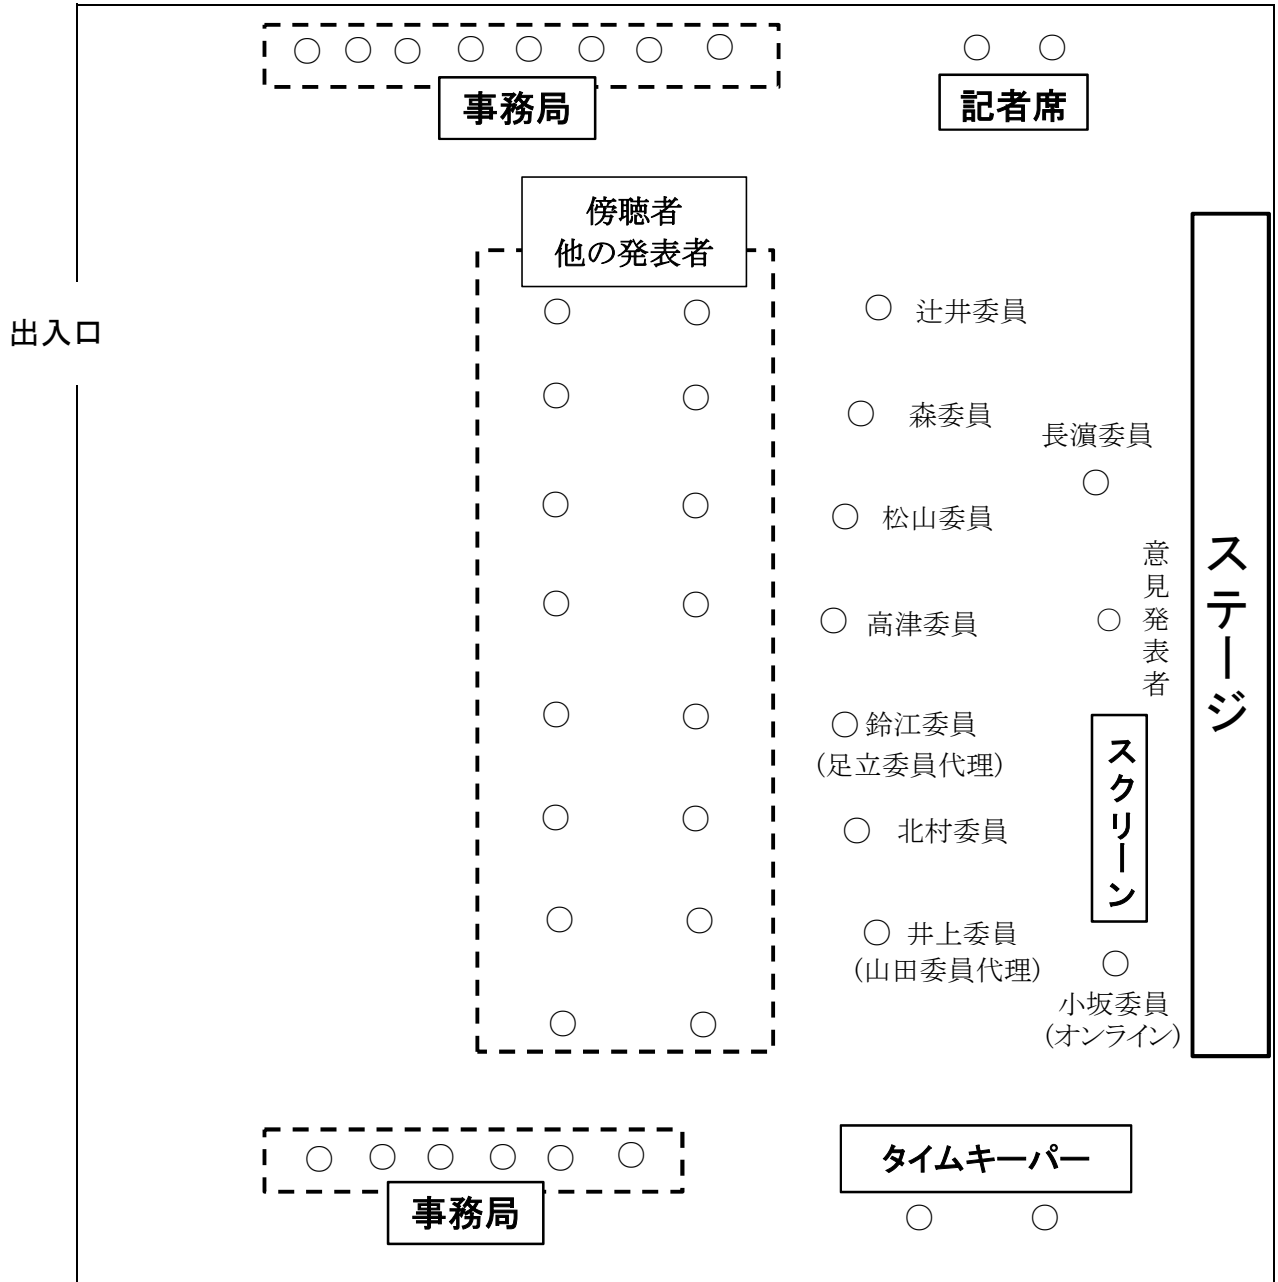 事務局
記者席
傍聴者
他の発表者
出入口
辻井委員
森委員
長濵委員
松山委員
意見発表者
ステージ
高津委員
鈴江委員
(足立委員代理)
スクリーン
北村委員
井上委員
(山田委員代理)
小坂委員
(オンライン)
タイムキーパー
事務局